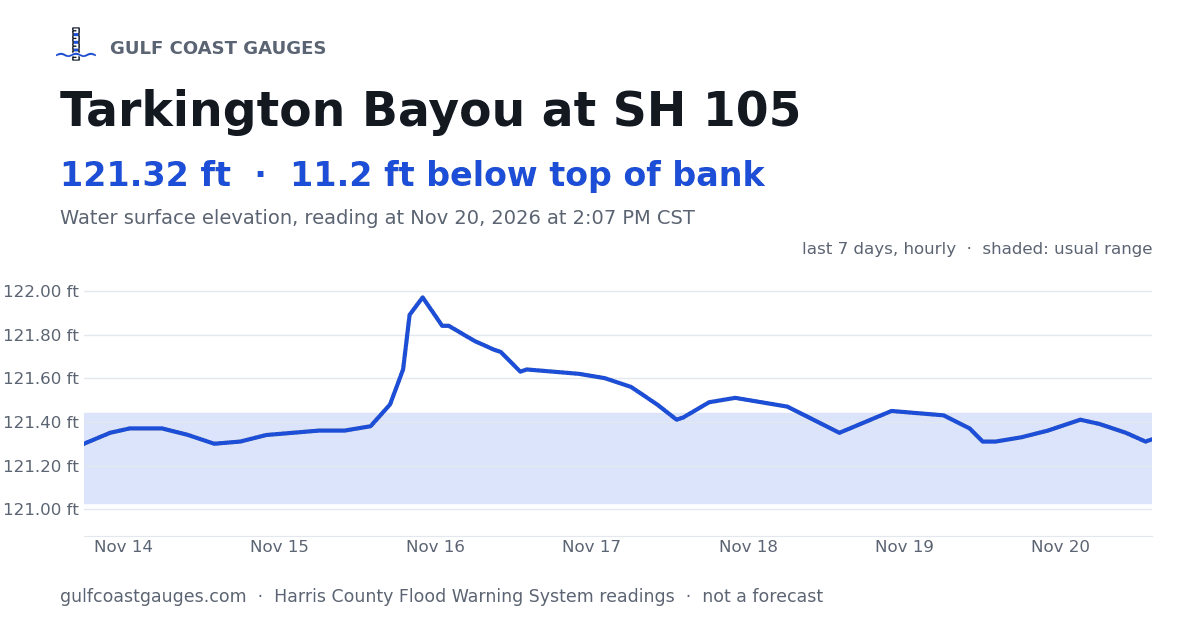 GULF COAST GAUGES
Tarkington Bayou at SH 105
121.32 ft · 11.2 ft below top of bank
Water surface elevation, reading at Nov 20, 2026 at 2:07 PM CST
last 7 days, hourly · shaded: usual range
122.00 ft
121.80 ft
121.60 ft
121.40 ft
121.20 ft
121.00 ft
Nov 14 Nov 15 Nov 16 Nov 17 Nov 18 Nov 19 Nov 20
gulfcoastgauges.com · Harris County Flood Warning System readings · not a forecast